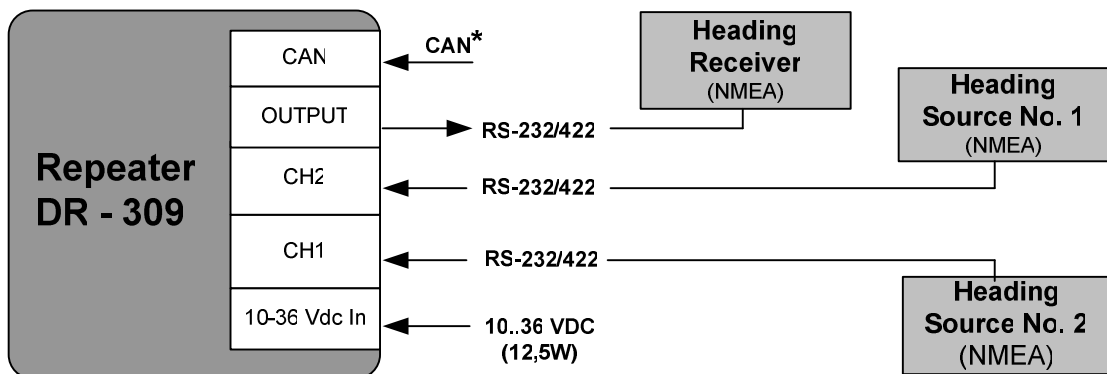 Repeater
DR - 309
CAN
OUTPUT
CH2
CH1
10-36 Vdc In
CAN*
RS-232/422
RS-232/422
RS-232/422
10..36 VDC
(12,5W)
Heading
Receiver
(NMEA)
Heading
Source No. 1
(NMEA)
Heading
Source No. 2
(NMEA)